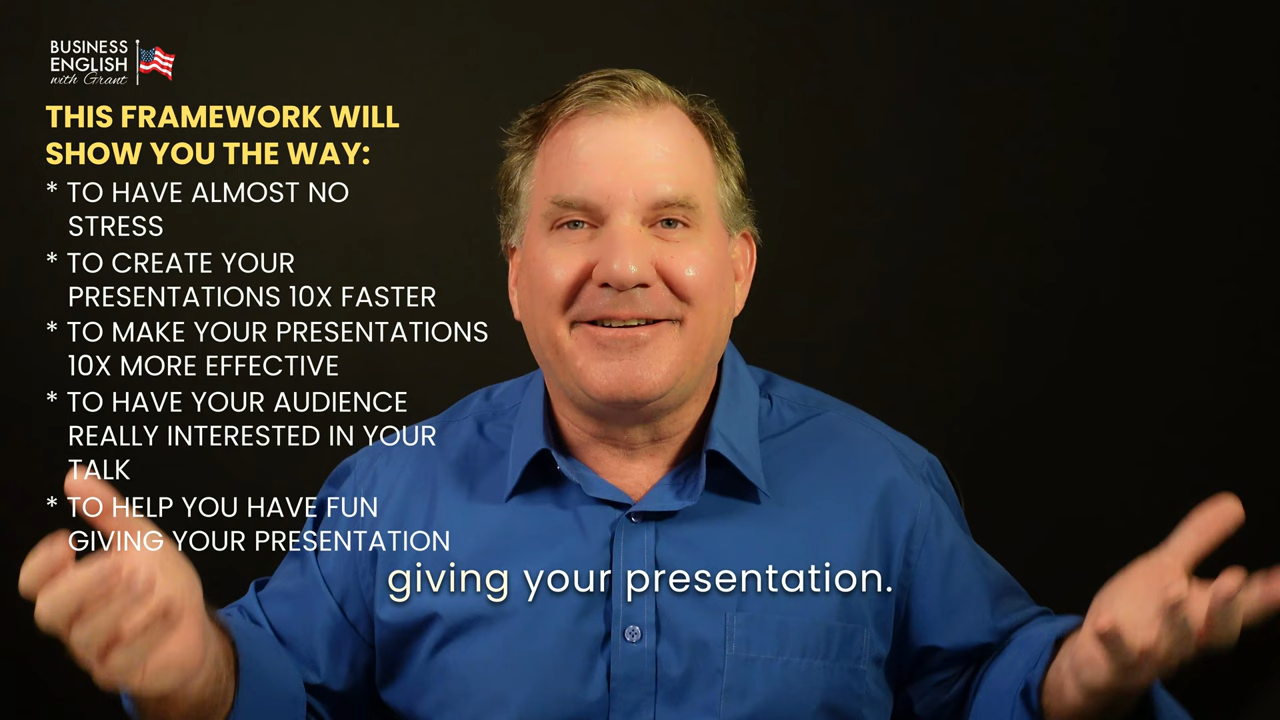 BUSINESS
ENGLISH
with Grant
THIS FRAMEWORK WILL
SHOW YOU THE WAY:
* TO HAVE ALMOST NO
STRESS
* TO CREATE YOUR
PRESENTATIONS 10X FASTER
* TO MAKE YOUR PRESENTATIONS
10X MORE EFFECTIVE
* TO HAVE YOUR AUDIENCE
REALLY INTERESTED IN YOUR
TALK
* TO HELP YOU HAVE FUN
GIVING YOUR PRESENTATION
giving your presentation.